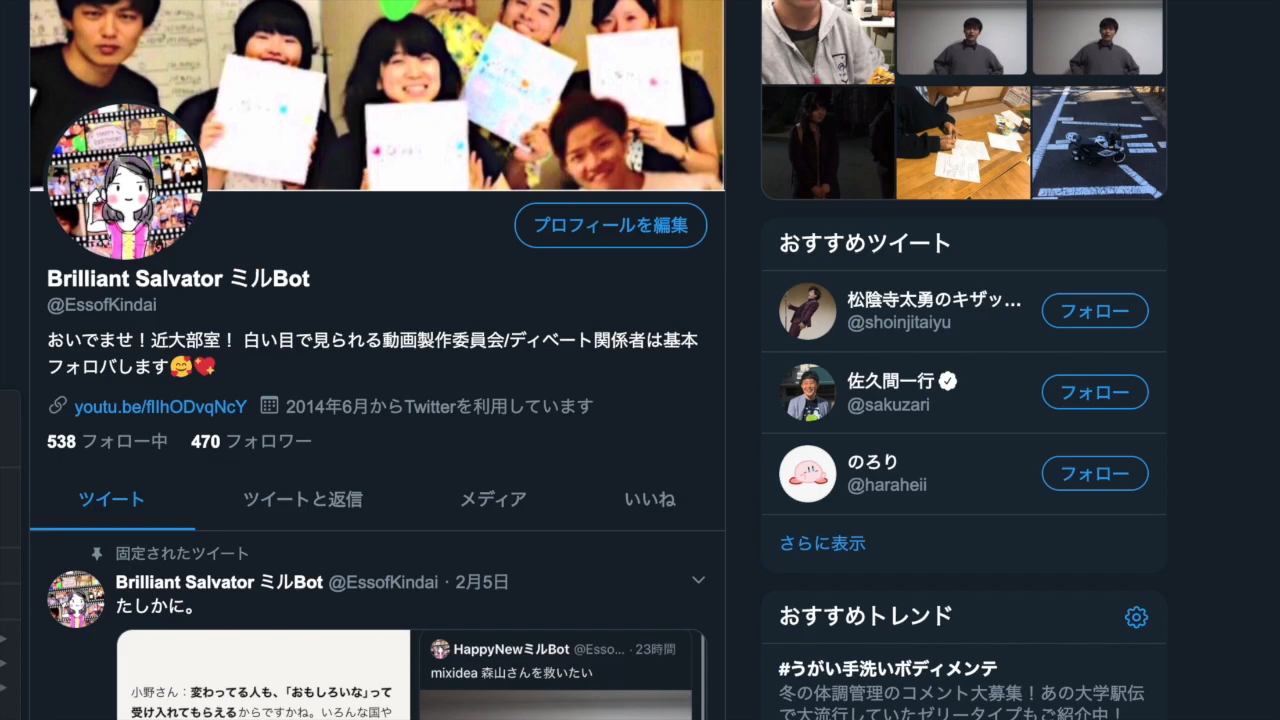 プロフィールを編集
Brilliant Salvator ミルBot
@EssofKindai
おいでませ！近大部室！ 白い目で見られる動画製作委員会/ディベート関係者は基本
フォロバします🥰💖
2014年6月からTwitterを利用しています
538 フォロー中 470 フォロワー
ツイート ツイートと返信 メディア いいね
固定されたツイート
Brilliant Salvator ミルBot @EssofKindai · 2月5日
たしかに。
小野さん：変わってる人も、「おもしろいな」って
受け入れてもらえるからですかね。いろんな国や
HappyNewミルBot @Esso... · 23時間
mixidea 森山さんを救いたい
おすすめツイート
松陰寺太勇のキザッ...
@shoinjitaiyu
フォロー
佐久間一行
@sakuzari
フォロー
のろり
@haraheii
フォロー
さらに表示
おすすめトレンド
#うがい手洗いボディメンテ
冬の体調管理のコメント大募集！あの大学駅伝
で大流行していたゼリータイプもご紹介中！